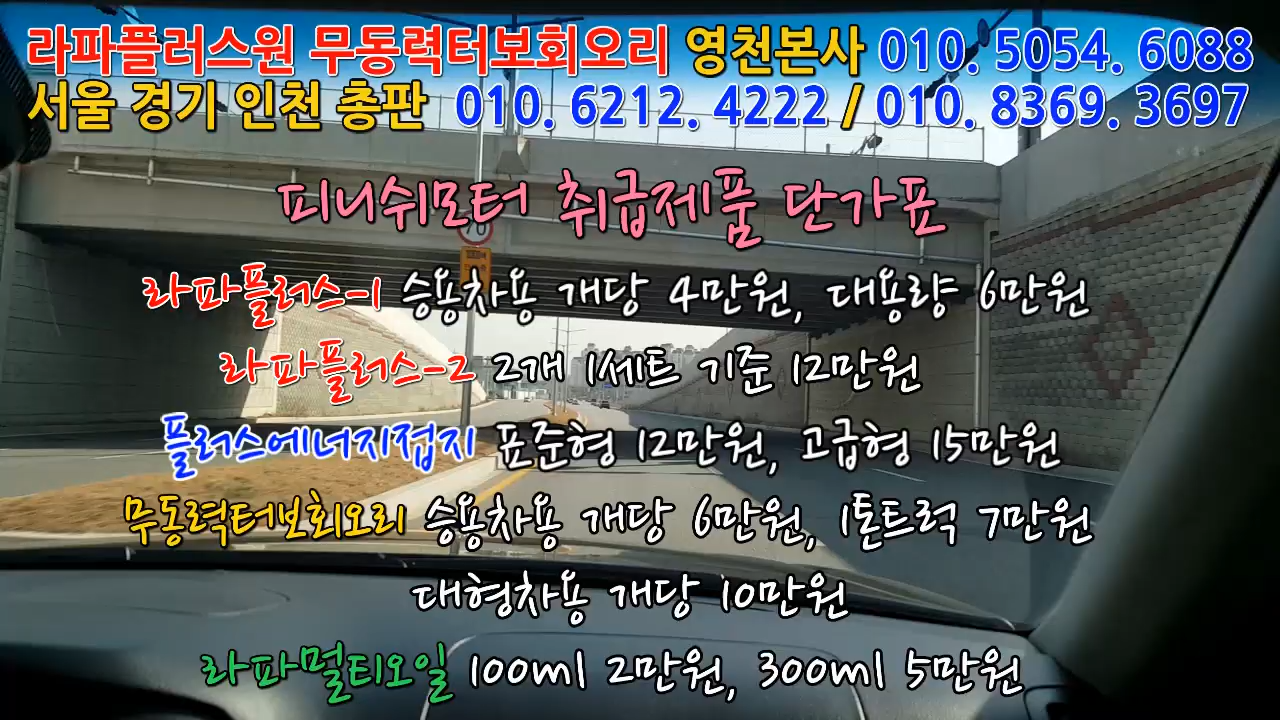 라파플러스원 무동력터보회오리 영천본사 010. 5054. 6088
서울 경기 인천 총판 010. 6212. 4222 / 010. 8369. 3697
피니쉬모터 취급제품 단가표
70
라파플러스-1 승용차용 개당 4만원, 대용량 6만원
라파플러스-2 2개 1세트 기준 12만원
플러스에너지접지 표준형 12만원, 고급형 15만원
무동력터보회오리 승용차용 개당 6만원, 1톤트럭 7만원
대형차용 개당 10만원
라파멀티오일 100ml 2만원, 300ml 5만원